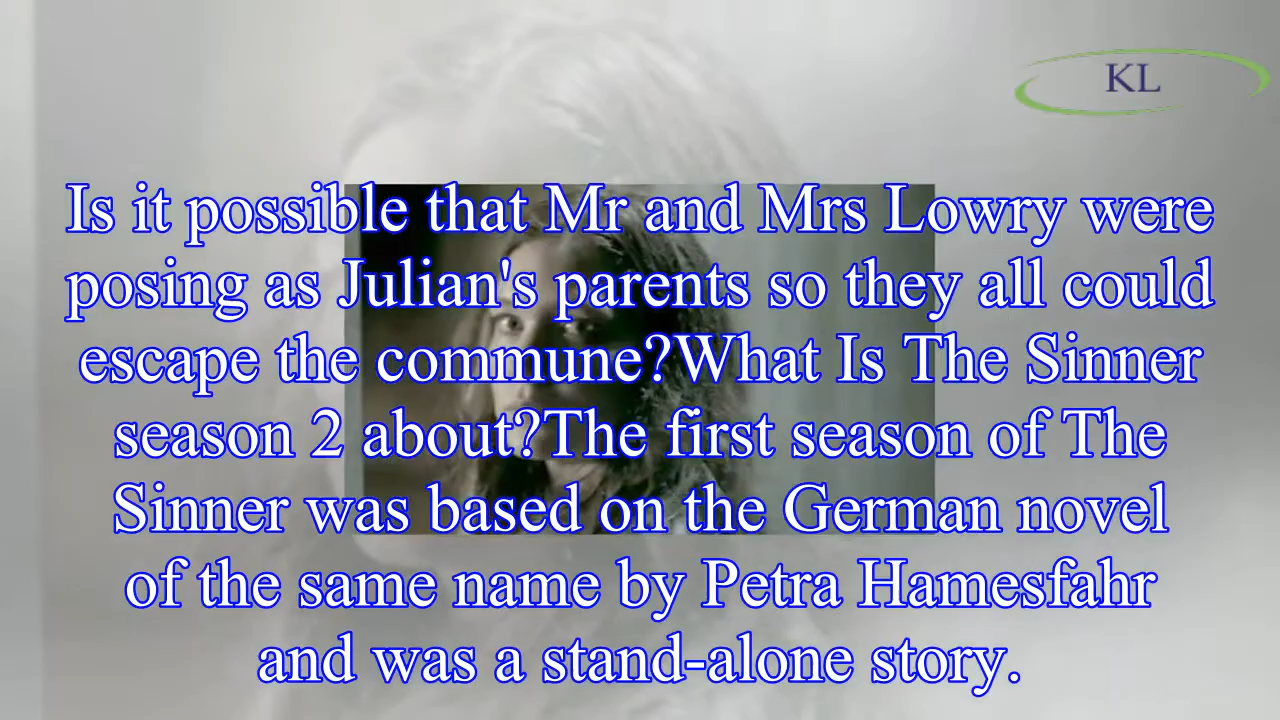 KL
Is it possible that Mr and Mrs Lowry were
posing as Julian's parents so they all could
escape the commune?What Is The Sinner
season 2 about?The first season of The
Sinner was based on the German novel
of the same name by Petra Hamesfahr
and was a stand-alone story.